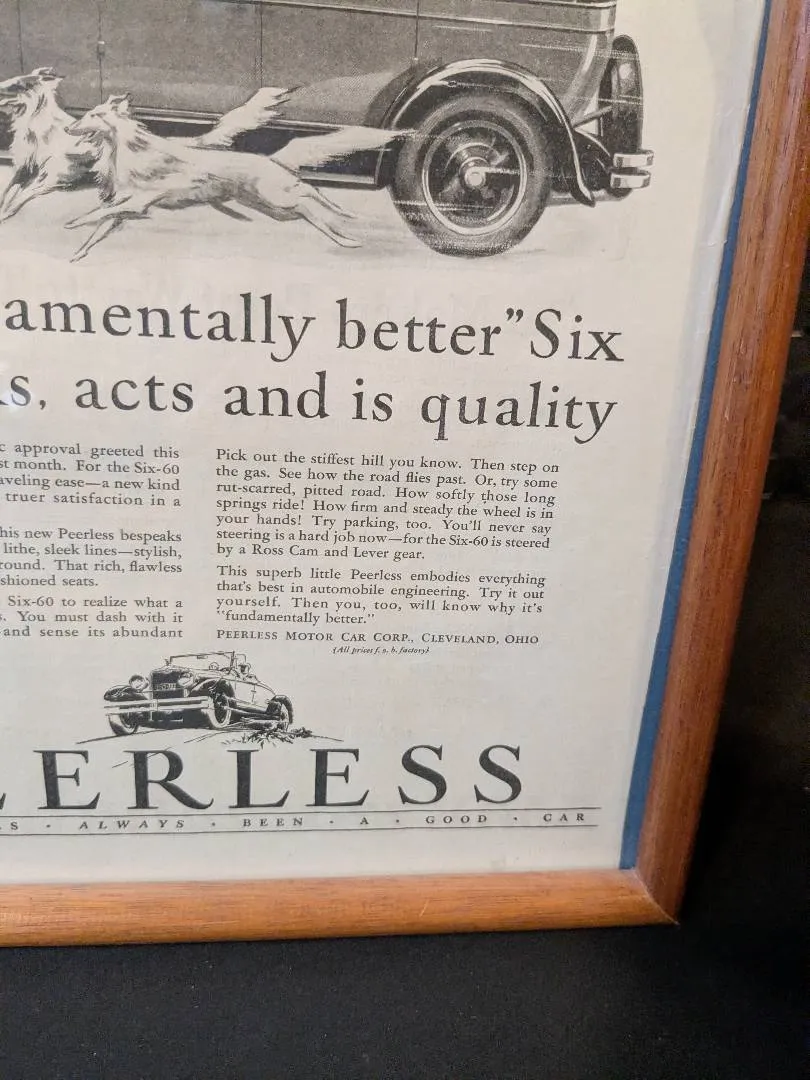 amentally better" Six
s, acts and is quality
c approval greeted this
st month. For the Six-60
aveling ease—a new kind
truer satisfaction in a
his new Peerless bespeaks
lithe, sleek lines—stylish,
round. That rich, flawless
shioned seats.
Six-60 to realize what a
s. You must dash with it
and sense its abundant
Pick out the stiffest hill you know. Then step on
the gas. See how the road flies past. Or, try some
rut-scarred, pitted road. How softly those long
springs ride! How firm and steady the wheel is in
your hands! Try parking, too. You'll never say
steering is a hard job now—for the Six-60 is steered
by a Ross Cam and Lever gear.
This superb little Peerless embodies everything
that's best in automobile engineering. Try it out
yourself. Then you, too, will know why it's
"fundamentally better."
PEERLESS MOTOR CAR CORP., CLEVELAND, OHIO
(All prices f. o. b. factory)
EERLESS
S · ALWAYS · BEEN · A · GOOD · CAR